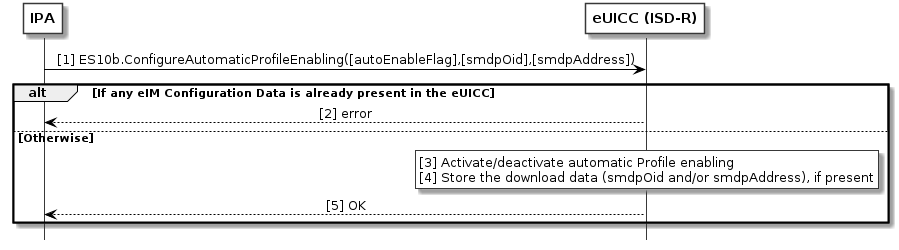 IPA
eUICC (ISD-R)
[1] ES10b.ConfigureAutomaticProfileEnabling([autoEnableFlag],[smdpOid],[smdpAddress])
alt
[If any eIM Configuration Data is already present in the eUICC]
[2] error
[Otherwise]
[3] Activate/deactivate automatic Profile enabling
[4] Store the download data (smdpOid and/or smdpAddress), if present
[5] OK